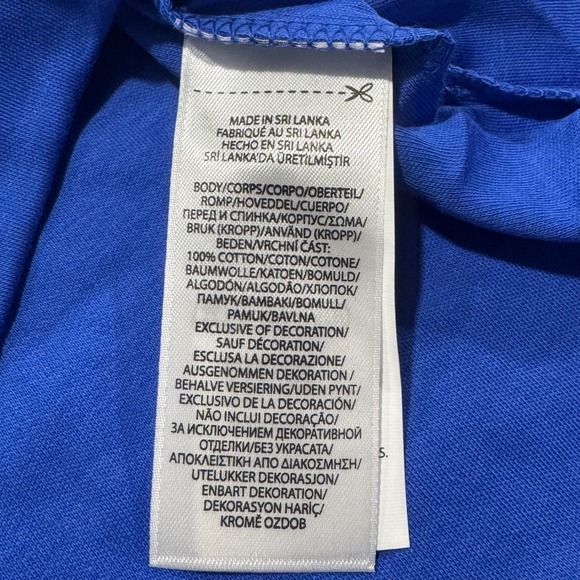 MADE IN SRI LANKA
FABRIQUÉ AU SRI LANKA
HECHO EN SRI LANKA
SRİ LANKA'DA ÜRETİLMİŞTİR
BODY/CORPS/CORPO/OBERTEIL/
ROMP/HOVEDDEL/CUERPO/
ПЕРЕД И СПИНКА/КОРПУС/ΣΩΜΑ/
BRUK (KROPP)/ANVÄND (KROPP)/
BEDEN/VRCHNÍ ČÁST:
100% COTTON/COTON/COTONE/
BAUMWOLLE/KATOEN/BOMULD/
ALGODÓN/ALGODÃO/ХЛОПОК/
ПАМУК/ΒΑΜΒΑΚΙ/BOMULL/
PAMUK/BAVLNA
EXCLUSIVE OF DECORATION/
SAUF DÉCORATION/
ESCLUSA LA DECORAZIONE/
AUSGENOMMEN DEKORATION/
BEHALVE VERSIERING/UDEN PYNT/
EXCLUSIVO DE LA DECORACIÓN/
NÃO INCLUI DECORAÇÃO/
ЗА ИСКЛЮЧЕНИЕМ ДЕКОРАТИВНОЙ
ОТДЕЛКИ/БЕЗ УКРАСАТА/
ΑΠΟΚΛΕΙΣΤΙΚΗ ΑΠΟ ΔΙΑΚΟΣΜΗΣΗ/
UTELUKKER DEKORASJON/
ENBART DEKORATION/
DEKORASYON HARİÇ/
KROMĚ OZDOB